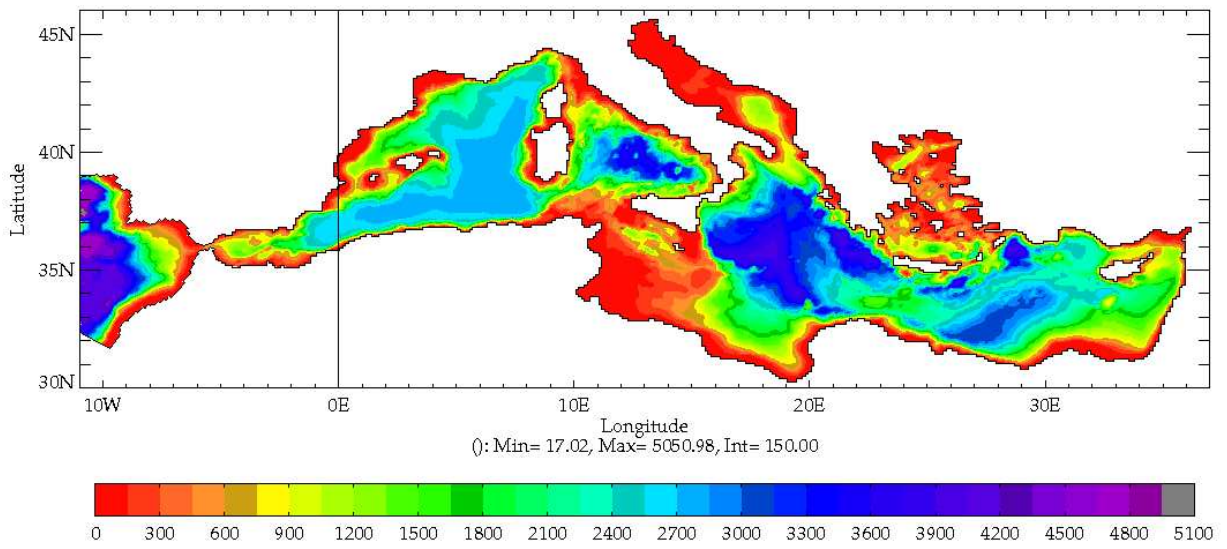 45N
40N
35N
30N
Latitude
10W 0E 10E 20E 30E
Longitude
(): Min= 17.02, Max= 5050.98, Int= 150.00
0 300 600 900 1200 1500 1800 2100 2400 2700 3000 3300 3600 3900 4200 4500 4800 5100